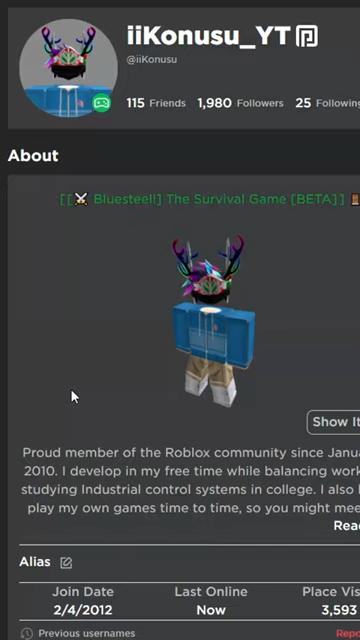 iiKonusu_YT
@iiKonusu
115 Friends 1,980 Followers 25 Following
About
[[⚔ Bluesteel!] The Survival Game [BETA]]
Show It
Proud member of the Roblox community since Janu
2010. I develop in my free time while balancing work
studying Industrial control systems in college. I also
play my own games time to time, so you might mee
Read
Alias
Join Date Last Online Place Vis
2/4/2012 Now 3,593
Previous usernames Repo